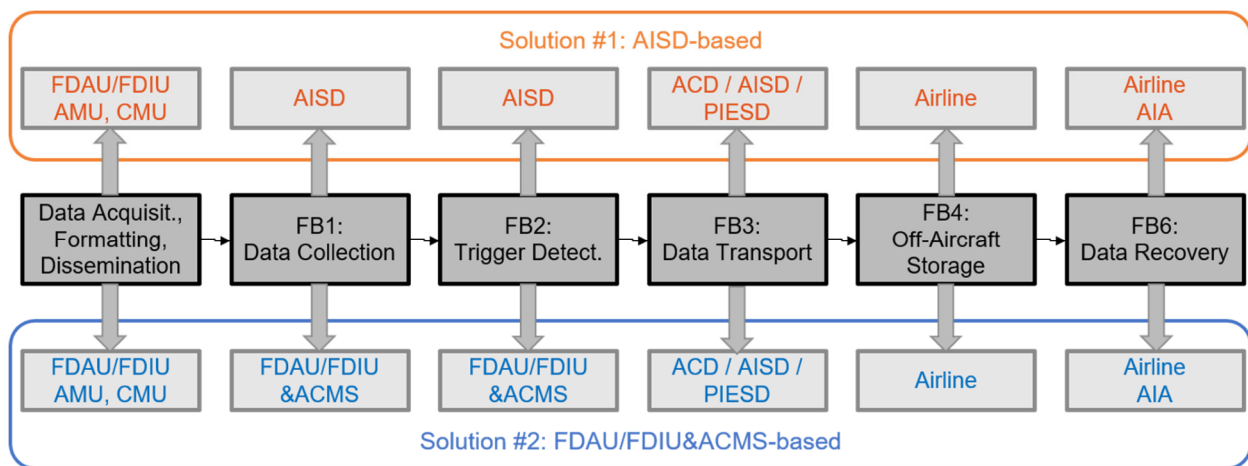 Solution #1: AISD-based
FDAU/FDIU
AMU, CMU
AISD
AISD
ACD / AISD /
PIESD
Airline
Airline
AIA
Data Acquisit.,
Formatting,
Dissemination
FB1:
Data Collection
FB2:
Trigger Detect.
FB3:
Data Transport
FB4:
Off-Aircraft
Storage
FB6:
Data Recovery
FDAU/FDIU
AMU, CMU
FDAU/FDIU
&ACMS
FDAU/FDIU
&ACMS
ACD / AISD /
PIESD
Airline
Airline
AIA
Solution #2: FDAU/FDIU&ACMS-based